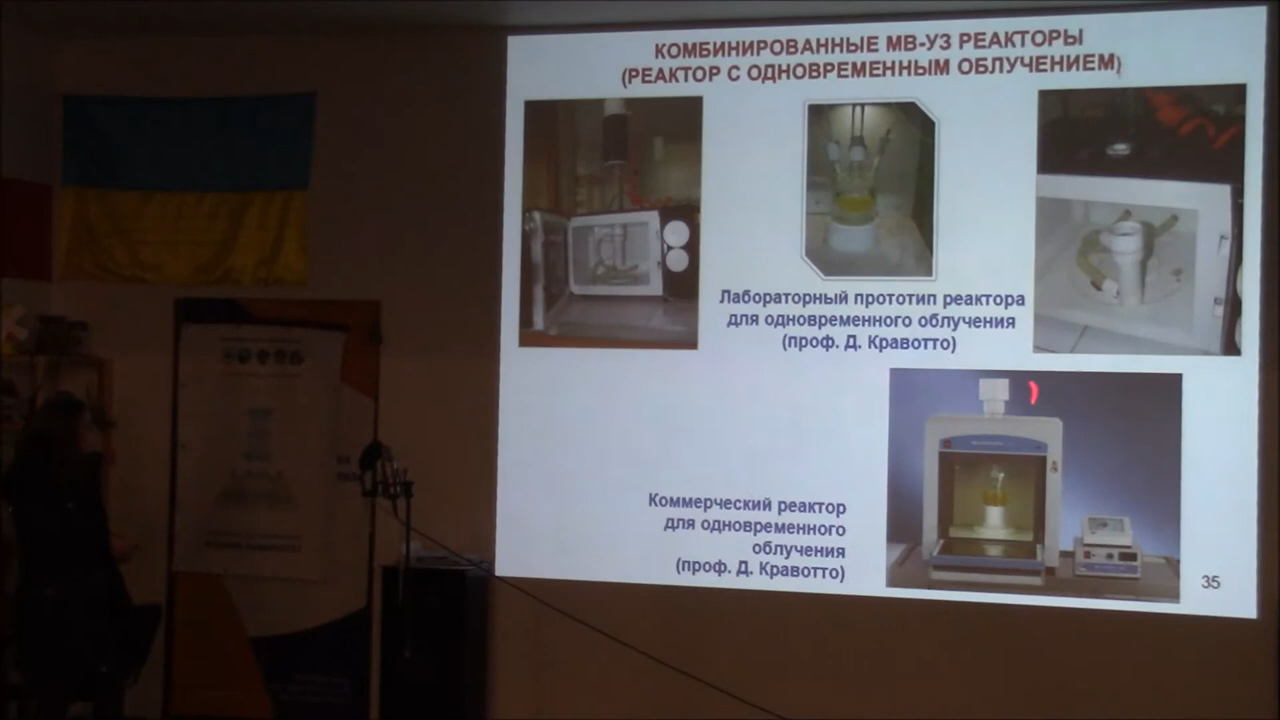 КОМБИНИРОВАННЫЕ МВ-УЗ РЕАКТОРЫ
(РЕАКТОР С ОДНОВРЕМЕННЫМ ОБЛУЧЕНИЕМ)
Лабораторный прототип реактора
для одновременного облучения
(проф. Д. Кравотто)
Коммерческий реактор
для одновременного
облучения
(проф. Д. Кравотто)
35